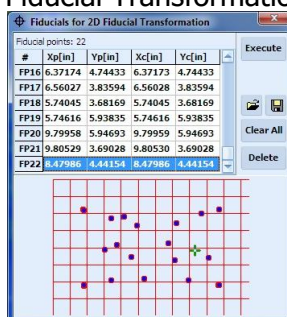 Fiducial Transformatio
Fiducials for 2D Fiducial Transformation
Fiducial points: 22
# Xp[in] Yp[in] Xc[in] Yc[in]
FP16 6.37174 4.74433 6.37173 4.74433
FP17 6.56027 3.83594 6.56028 3.83594
FP18 5.74045 3.68169 5.74045 3.68169
FP19 5.74616 5.93835 5.74616 5.93835
FP20 9.79958 5.94693 9.79959 5.94693
FP21 9.80529 3.69028 9.80530 3.69028
FP22 8.47986 4.44154 8.47986 4.44154
Execute
Clear All
Delete